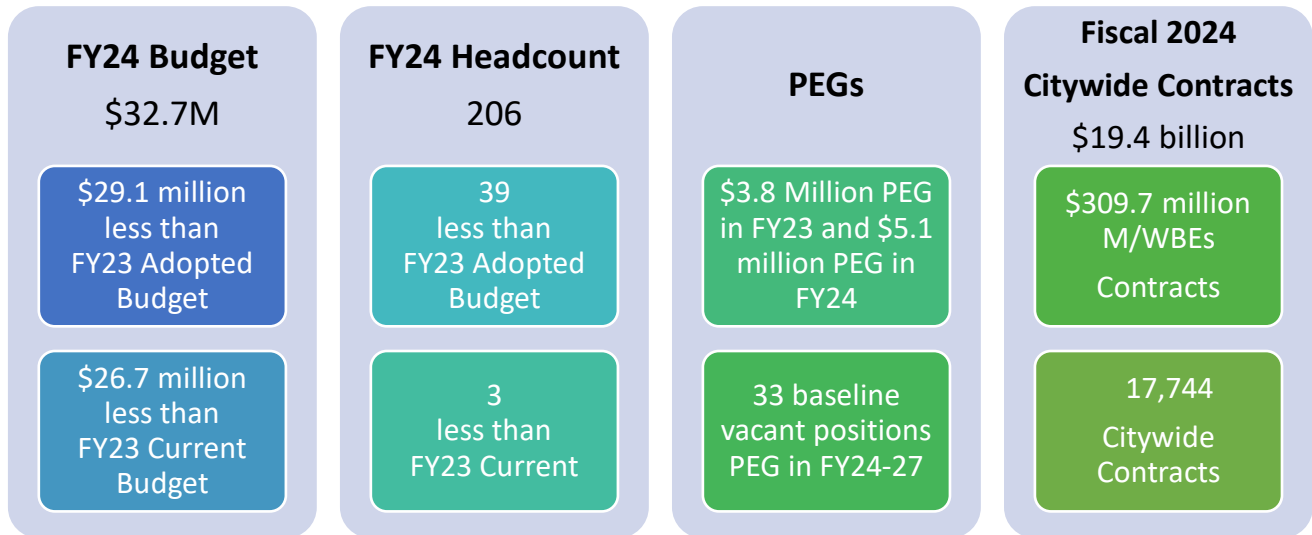 FY24 Budget
$32.7M
$29.1 million
less than
FY23 Adopted
Budget
$26.7 million
less than
FY23 Current
Budget
FY24 Headcount
206
39
less than
FY23 Adopted
Budget
3
less than
FY23 Current
PEGs
$3.8 Million PEG
in FY23 and $5.1
million PEG in
FY24
33 baseline
vacant positions
PEG in FY24-27
Fiscal 2024
Citywide Contracts
$19.4 billion
$309.7 million
M/WBEs
Contracts
17,744
Citywide
Contracts